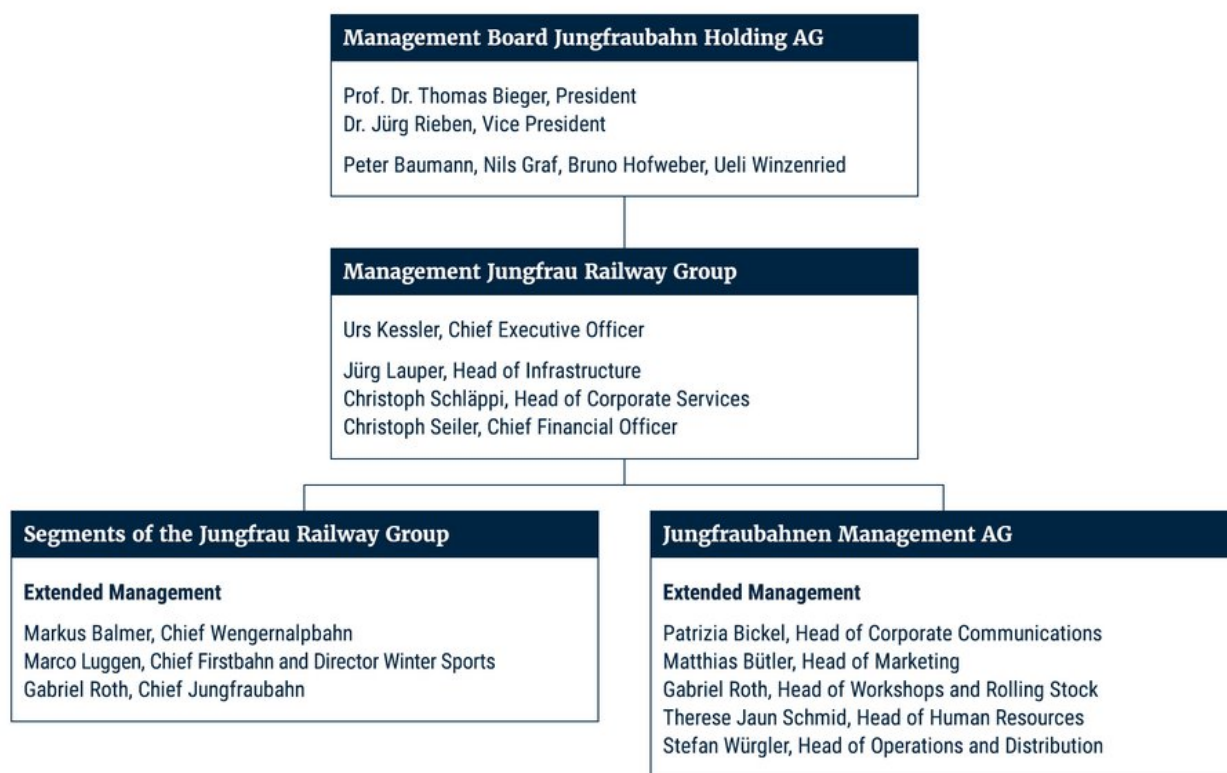 Management Board Jungfraubahn Holding AG
Prof. Dr. Thomas Bieger, President
Dr. Jürg Rieben, Vice President
Peter Baumann, Nils Graf, Bruno Hofweber, Ueli Winzenried
Management Jungfrau Railway Group
Urs Kessler, Chief Executive Officer
Jürg Lauper, Head of Infrastructure
Christoph Schläppi, Head of Corporate Services
Christoph Seiler, Chief Financial Officer
Segments of the Jungfrau Railway Group
Extended Management
Markus Balmer, Chief Wengernalpbahn
Marco Luggen, Chief Firstbahn and Director Winter Sports
Gabriel Roth, Chief Jungfraubahn
Jungfraubahnen Management AG
Extended Management
Patrizia Bickel, Head of Corporate Communications
Matthias Bütler, Head of Marketing
Gabriel Roth, Head of Workshops and Rolling Stock
Therese Jaun Schmid, Head of Human Resources
Stefan Würgler, Head of Operations and Distribution